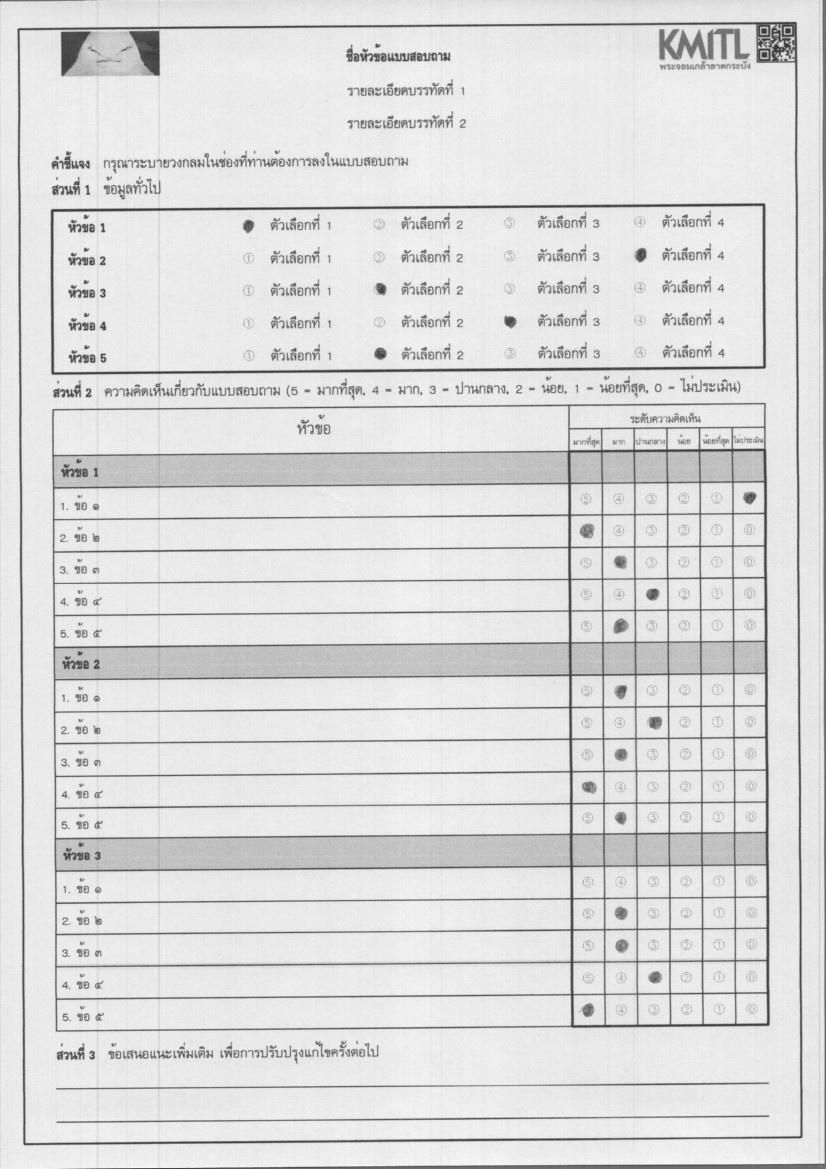 KMITL
พระจอมเกล้าลาดกระบัง
ชื่อหัวข้อแบบสอบถาม
รายละเอียดบรรทัดที่ 1
รายละเอียดบรรทัดที่ 2
คำชี้แจง กรุณาระบายวงกลมในช่องที่ท่านต้องการลงในแบบสอบถาม
ส่วนที่ 1 ข้อมูลทั่วไป
หัวข้อ 1 ตัวเลือกที่ 1 ② ตัวเลือกที่ 2 ③ ตัวเลือกที่ 3 ④ ตัวเลือกที่ 4
หัวข้อ 2 ① ตัวเลือกที่ 1 ② ตัวเลือกที่ 2 ③ ตัวเลือกที่ 3 ตัวเลือกที่ 4
หัวข้อ 3 ① ตัวเลือกที่ 1 ตัวเลือกที่ 2 ③ ตัวเลือกที่ 3 ④ ตัวเลือกที่ 4
หัวข้อ 4 ① ตัวเลือกที่ 1 ② ตัวเลือกที่ 2 ตัวเลือกที่ 3 ④ ตัวเลือกที่ 4
หัวข้อ 5 ① ตัวเลือกที่ 1 ตัวเลือกที่ 2 ③ ตัวเลือกที่ 3 ④ ตัวเลือกที่ 4
ส่วนที่ 2 ความคิดเห็นเกี่ยวกับแบบสอบถาม (5 = มากที่สุด, 4 = มาก, 3 = ปานกลาง, 2 = น้อย, 1 = น้อยที่สุด, 0 = ไม่ประเมิน)
หัวข้อ ระดับความคิดเห็น
มากที่สุด มาก ปานกลาง น้อย น้อยที่สุด ไม่ประเมิน
หัวข้อ 1
1. ข้อ ๑ ⑤ ④ ③ ② ①
2. ข้อ ๒ ④ ③ ② ① ⓪
3. ข้อ ๓ ⑤ ③ ② ① ⓪
4. ข้อ ๔ ⑤ ④ ② ① ⓪
5. ข้อ ๕ ⑤ ③ ② ① ⓪
หัวข้อ 2
1. ข้อ ๑ ⑤ ③ ② ① ⓪
2. ข้อ ๒ ⑤ ④ ② ① ⓪
3. ข้อ ๓ ⑤ ③ ② ① ⓪
4. ข้อ ๔ ④ ③ ② ① ⓪
5. ข้อ ๕ ⑤ ③ ② ① ⓪
หัวข้อ 3
1. ข้อ ๑ ⑤ ④ ③ ② ① ⓪
2. ข้อ ๒ ⑤ ③ ② ① ⓪
3. ข้อ ๓ ⑤ ③ ② ① ⓪
4. ข้อ ๔ ⑤ ④ ② ① ⓪
5. ข้อ ๕ ④ ③ ② ① ⓪
ส่วนที่ 3 ข้อเสนอแนะเพิ่มเติม เพื่อการปรับปรุงแก้ไขครั้งต่อไป